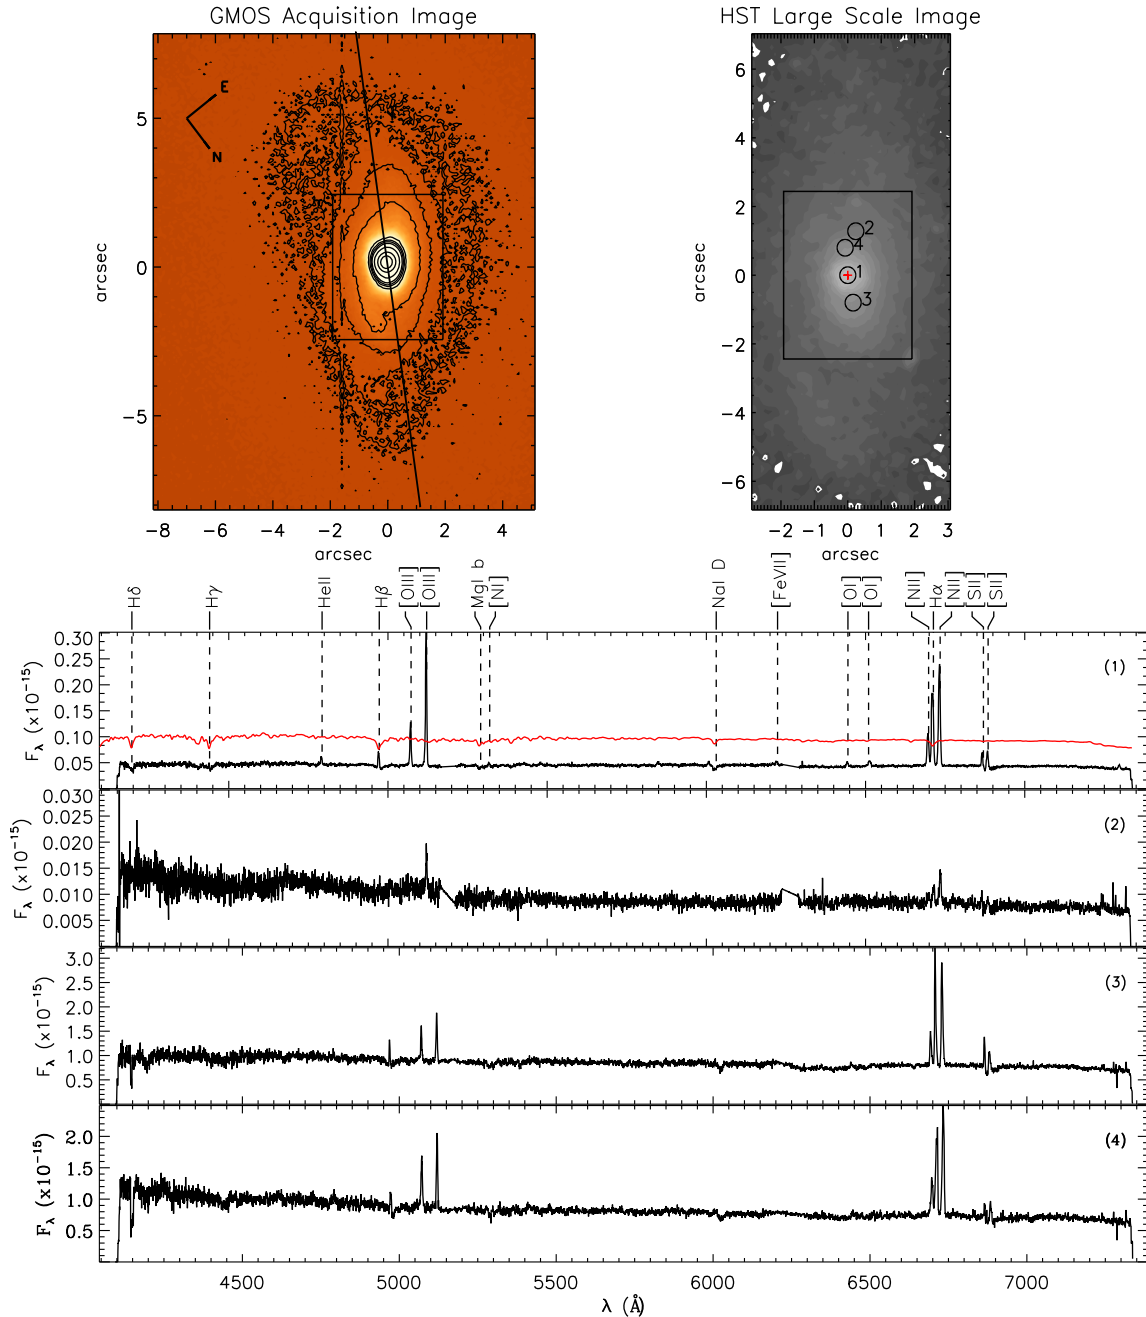 GMOS Acquisition Image
HST Large Scale Image
E
N
5
0
−5
arcsec
−8 −6 −4 −2 0 2 4
arcsec
6
4
2
0
−2
−4
−6
arcsec
2
4
1
3
−2 −1 0 1 2 3
arcsec
Hδ
Hγ
HeII
Hβ
[OIII]
[OIII]
MgI b
[NI]
NaI D
[FeVII]
[OI]
[OI]
[NII]
Hα
[NII]
[SII]
[SII]
0.30
0.25
0.20
0.15
0.10
0.05
Fλ (x10⁻¹⁵)
(1)
0.030
0.025
0.020
0.015
0.010
0.005
Fλ (x10⁻¹⁵)
(2)
3.0
2.5
2.0
1.5
1.0
0.5
Fλ (x10⁻¹⁵)
(3)
2.0
1.5
1.0
0.5
Fλ (x10⁻¹⁵)
(4)
4500 5000 5500 6000 6500 7000
λ (Å)